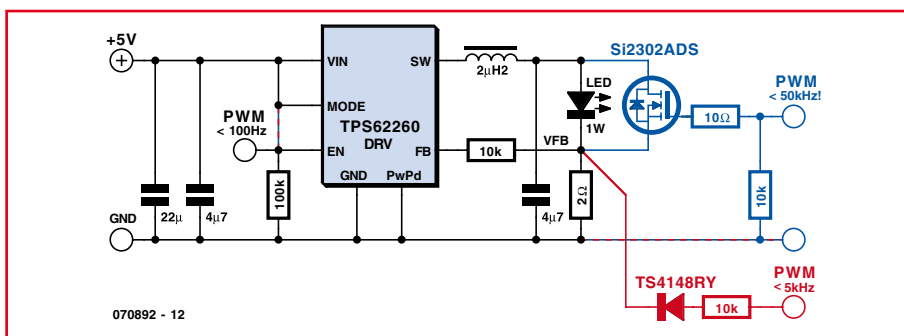 +5V
VIN
SW
2µH2
Si2302ADS
LED
PWM
< 50kHz!
PWM
< 100Hz
MODE
TPS62260
DRV
1W
10Ω
EN
FB
10k
VFB
GND
PwPd
100k
2Ω
10k
GND
22µ
4µ7
4µ7
TS4148RY
PWM
< 5kHz
10k
070892 - 12